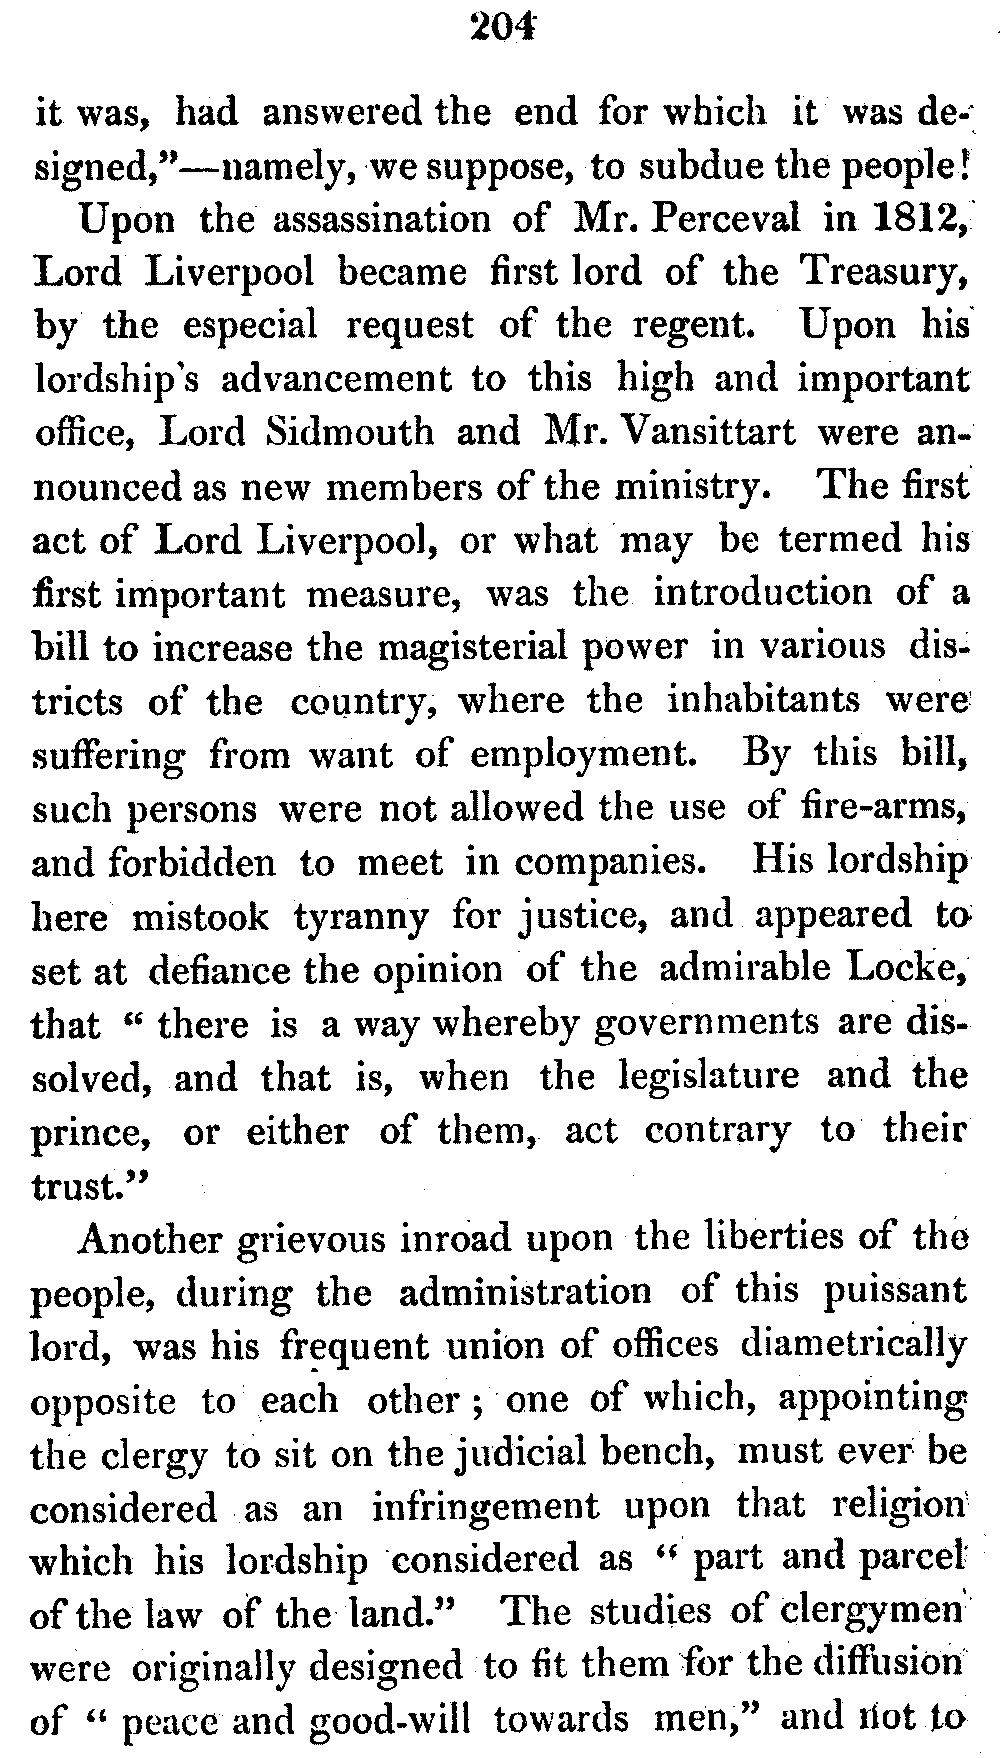 204
it was, had answered the end for which it was de-
signed,”—namely, we suppose, to subdue the people!
Upon the assassination of Mr. Perceval in 1812,
Lord Liverpool became first lord of the Treasury,
by the especial request of the regent. Upon his
lordship's advancement to this high and important
office, Lord Sidmouth and Mr. Vansittart were an-
nounced as new members of the ministry. The first
act of Lord Liverpool, or what may be termed his
first important measure, was the introduction of a
bill to increase the magisterial power in various dis-
tricts of the country, where the inhabitants were
suffering from want of employment. By this bill,
such persons were not allowed the use of fire-arms,
and forbidden to meet in companies. His lordship
here mistook tyranny for justice, and appeared to
set at defiance the opinion of the admirable Locke,
that “ there is a way whereby governments are dis-
solved, and that is, when the legislature and the
prince, or either of them, act contrary to their
trust.”
Another grievous inroad upon the liberties of the
people, during the administration of this puissant
lord, was his frequent union of offices diametrically
opposite to each other ; one of which, appointing
the clergy to sit on the judicial bench, must ever be
considered as an infringement upon that religion
which his lordship considered as “ part and parcel
of the law of the land.” The studies of clergymen
were originally designed to fit them for the diffusion
of “ peace and good-will towards men,” and not to